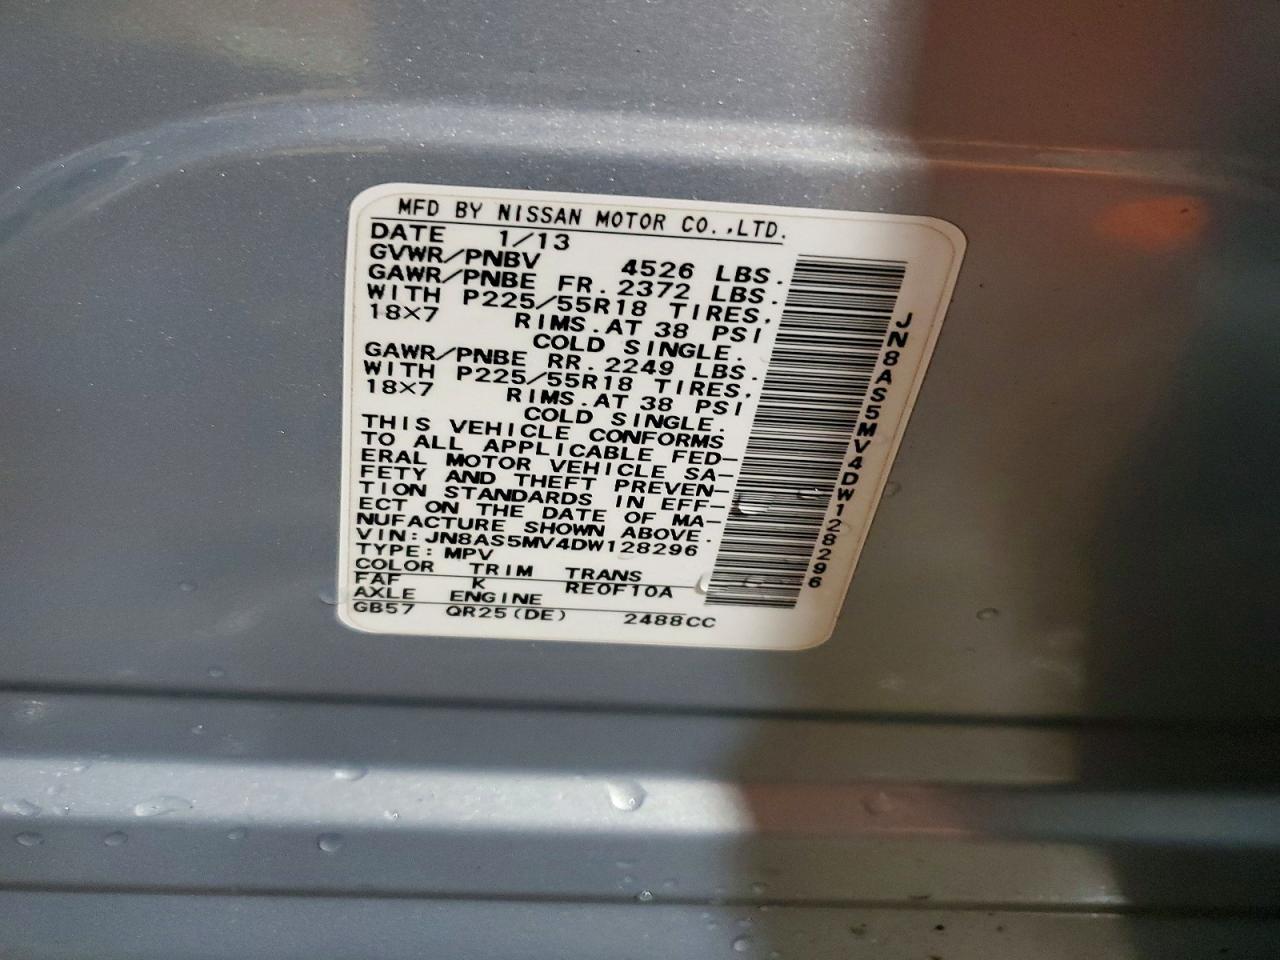 MFD BY NISSAN MOTOR CO.,LTD.
DATE 1/13
GVWR/PNBV 4526 LBS.
GAWR/PNBE FR. 2372 LBS.
WITH P225/55R18 TIRES,
18×7 RIMS.AT 38 PSI
COLD SINGLE.
GAWR/PNBE RR. 2249 LBS.
WITH P225/55R18 TIRES,
18×7 RIMS.AT 38 PSI
COLD SINGLE.
THIS VEHICLE CONFORMS
TO ALL APPLICABLE FED-
ERAL MOTOR VEHICLE SA-
FETY AND THEFT PREVEN-
TION STANDARDS IN EFF-
ECT ON THE DATE OF MA-
NUFACTURE SHOWN ABOVE.
VIN:JN8AS5MV4DW128296
TYPE:MPV
COLOR TRIM TRANS
FAF K RE0F10A
AXLE ENGINE
GB57 QR25(DE) 2488CC
JN8AS5MV4DW128296